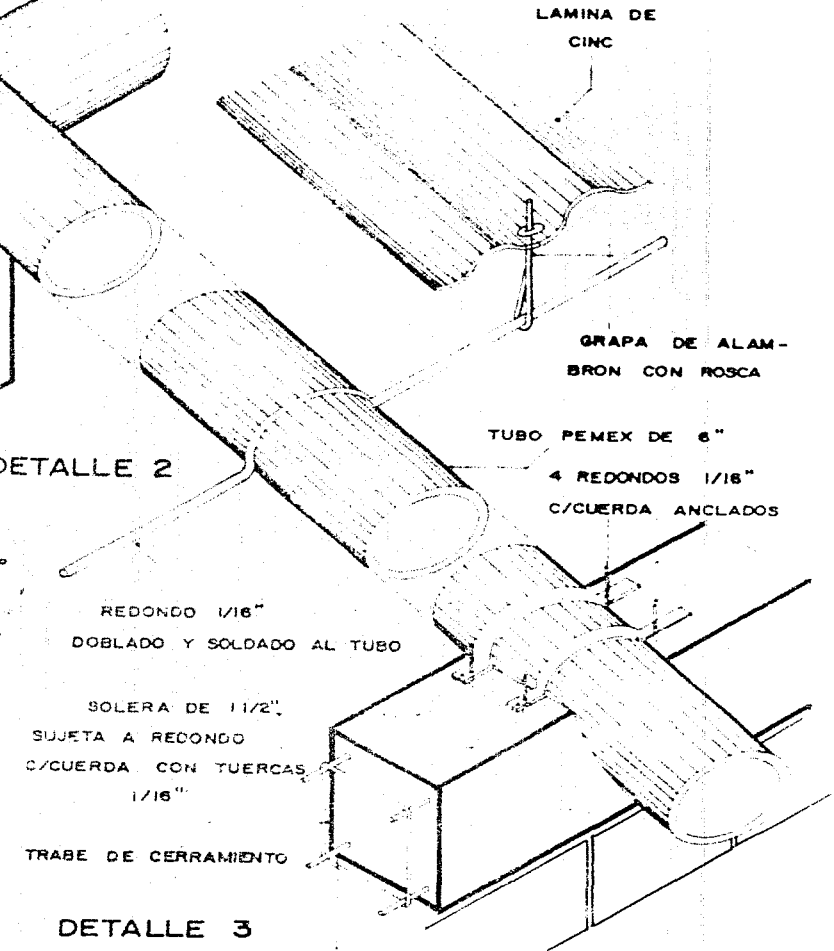 LAMINA DE
CINC
GRAPA DE ALAM-
BRON CON ROSCA
TUBO PEMEX DE 6"
4 REDONDOS 1/16"
C/CUERDA ANCLADOS
DETALLE 2
REDONDO 1/16"
DOBLADO Y SOLDADO AL TUBO
SOLERA DE 1 1/2",
SUJETA A REDONDO
C/CUERDA CON TUERCAS
1/16"
TRABE DE CERRAMIENTO
DETALLE 3